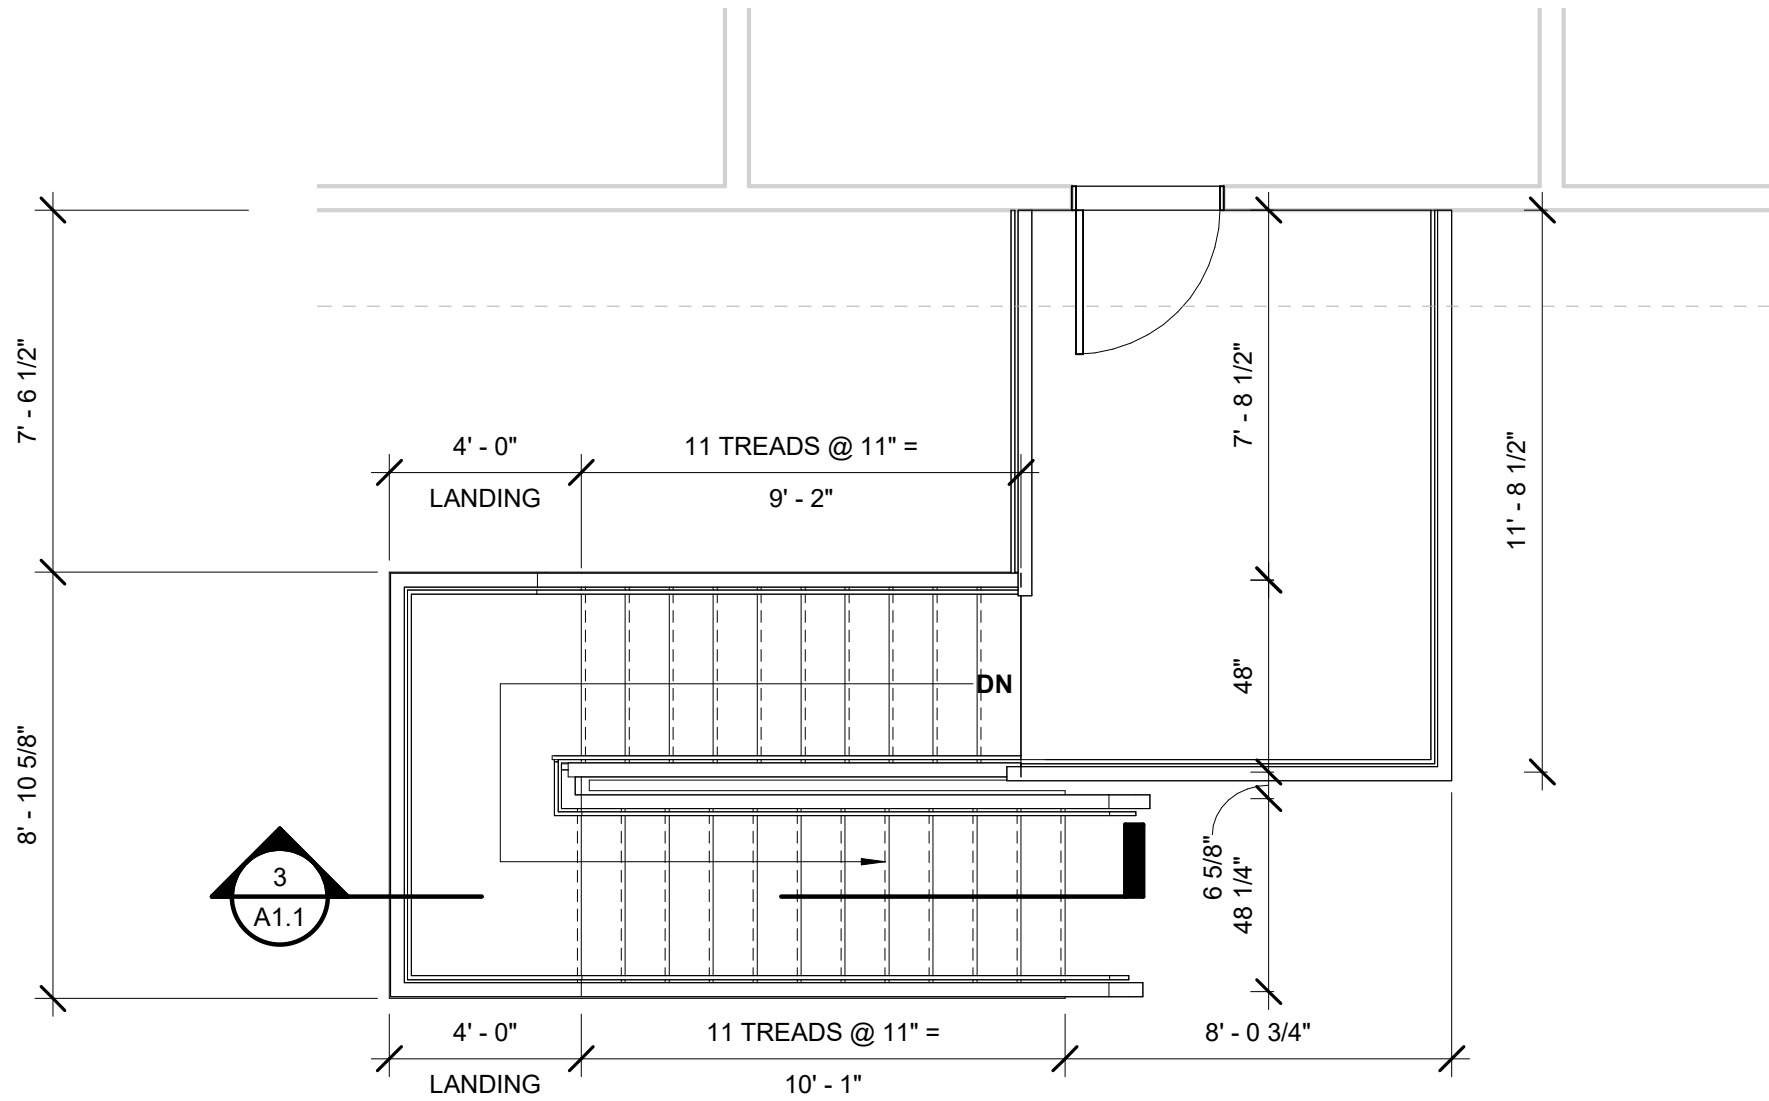 7' - 6 1/2"
7' - 8 1/2"
4' - 0"
11 TREADS @ 11" =
LANDING
9' - 2"
11' - 8 1/2"
48"
DN
8' - 10 5/8"
6 5/8"
48 1/4"
3
A1.1
4' - 0"
11 TREADS @ 11" =
8' - 0 3/4"
LANDING
10' - 1"